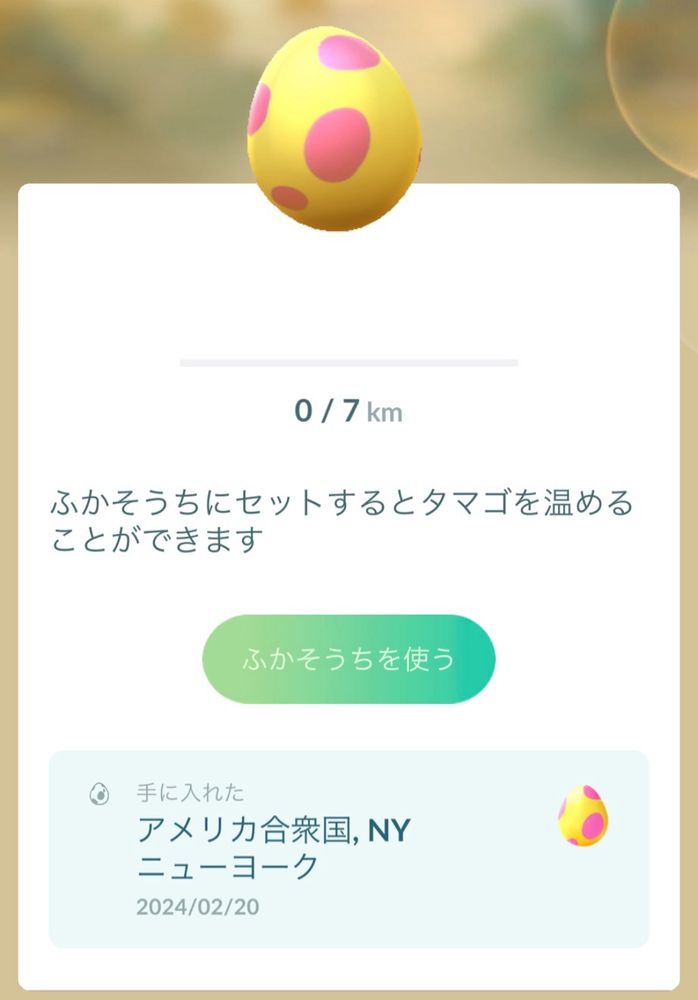 0 / 7 km
ふかそうちにセットするとタマゴを温める
ことができます
ふかそうちを使う
手に入れた
アメリカ合衆国, NY
ニューヨーク
2024/02/20